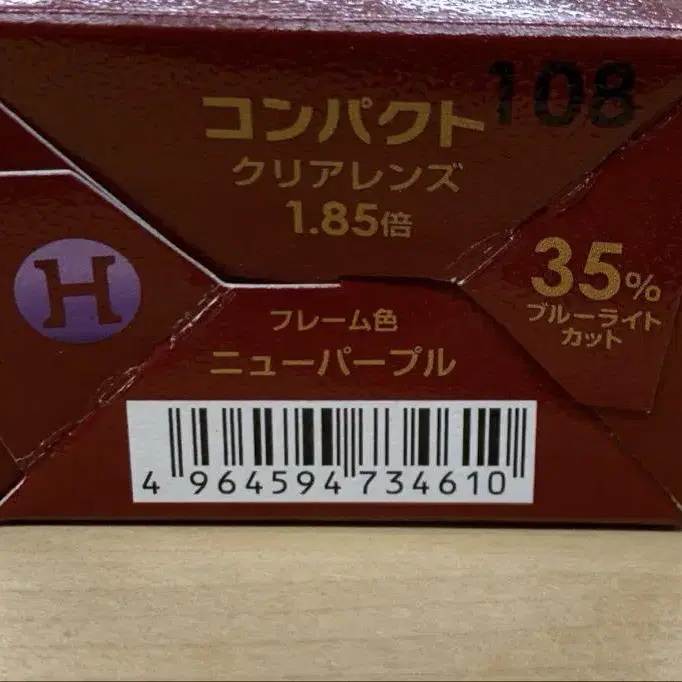 108
コンパクト
クリアレンズ
1.85倍
H
35%
ブルーライト
カット
フレーム色
ニューパープル
4 964594 734610